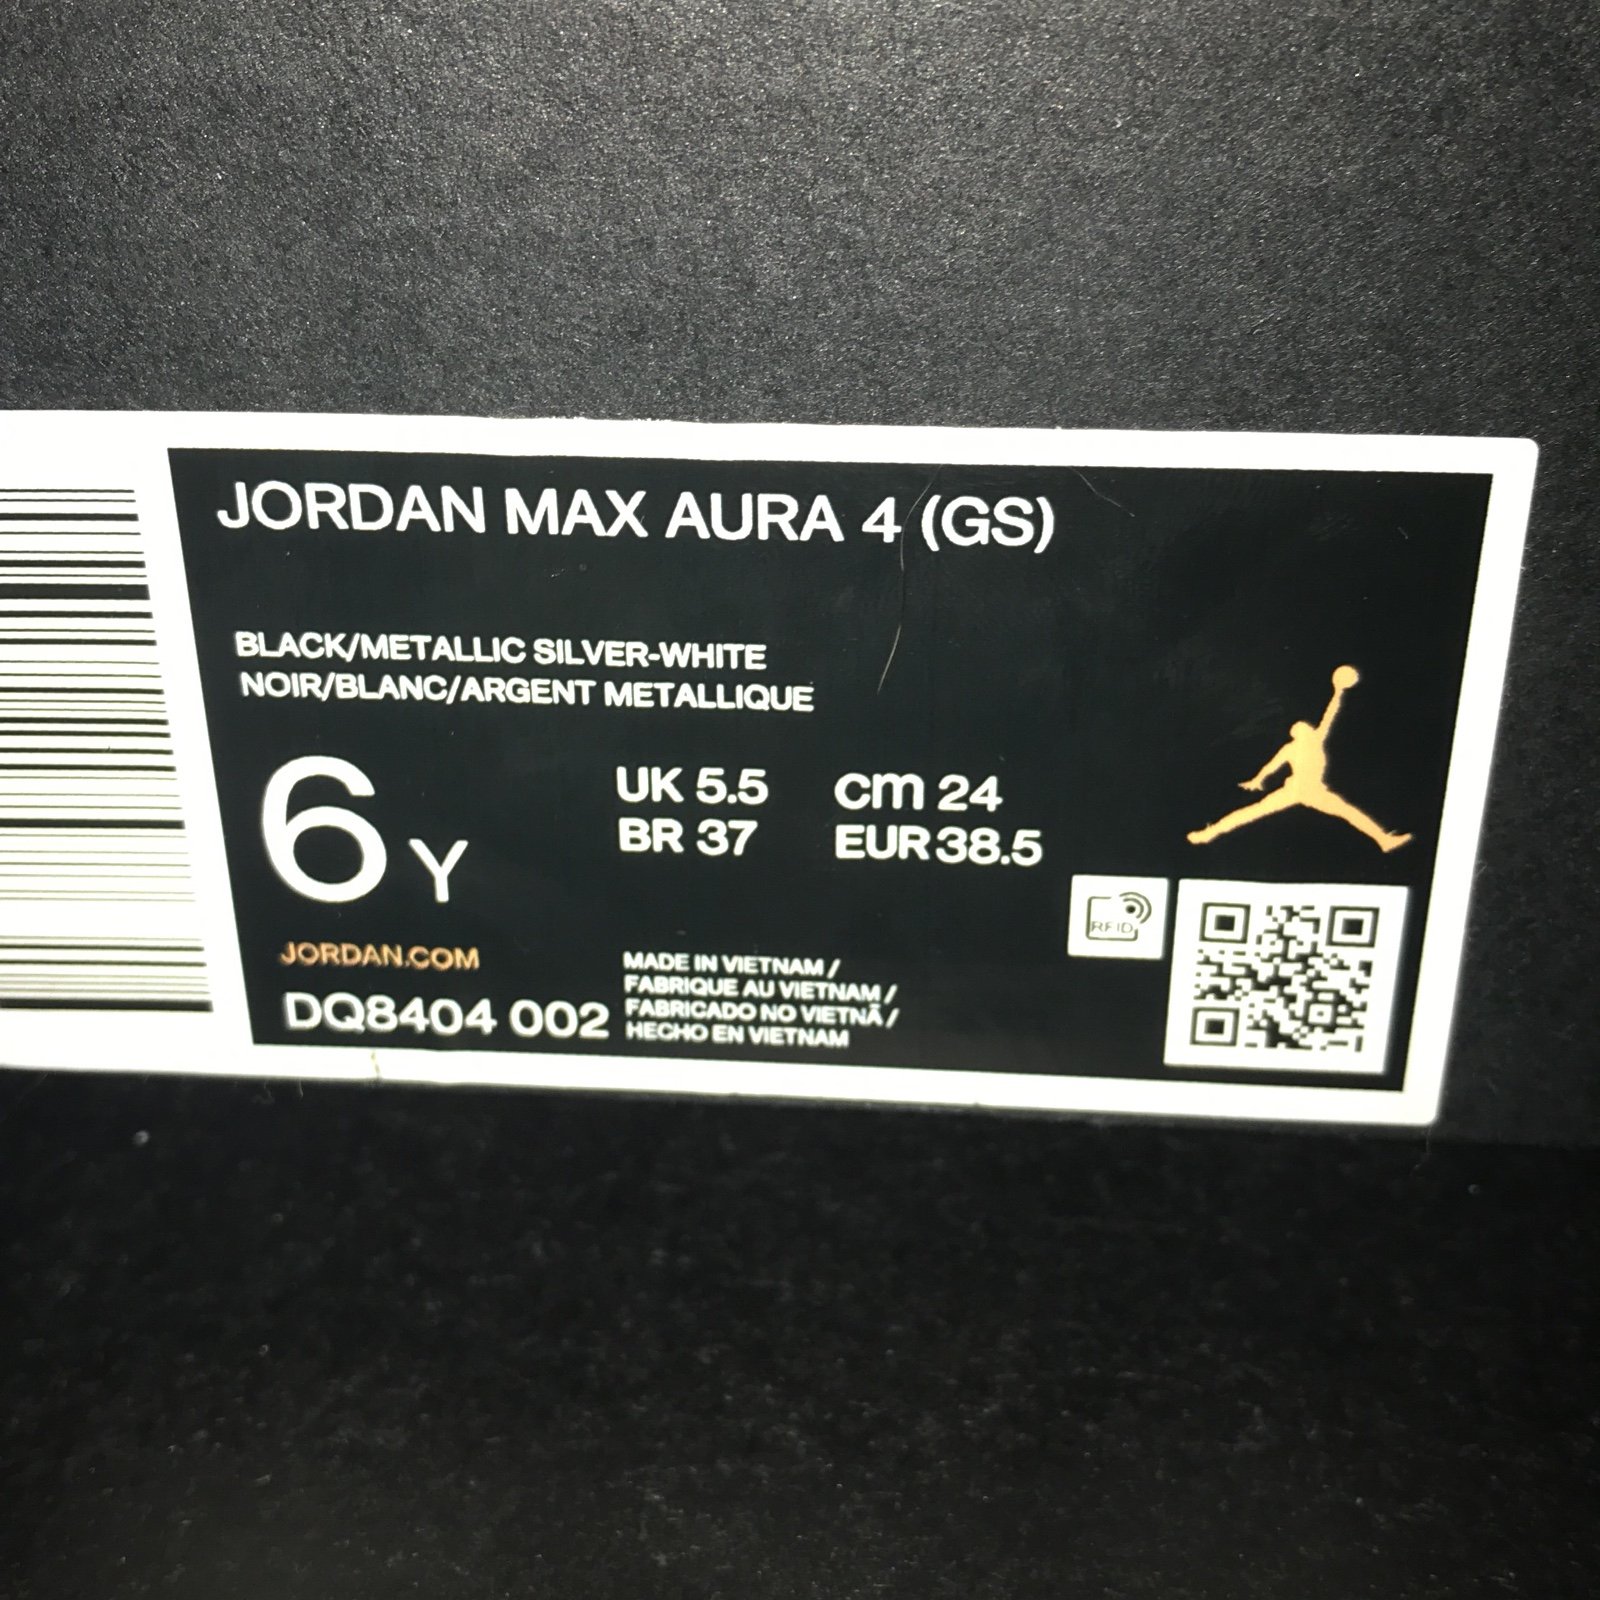 JORDAN MAX AURA 4 (GS)
BLACK/METALLIC SILVER-WHITE
NOIR/BLANC/ARGENT METALLIQUE
6 Y
UK 5.5
cm 24
BR 37
EUR 38.5
RFID
JORDAN.COM
DQ8404 002
MADE IN VIETNAM /
FABRIQUE AU VIETNAM /
FABRICADO NO VIETNÃ /
HECHO EN VIETNAM